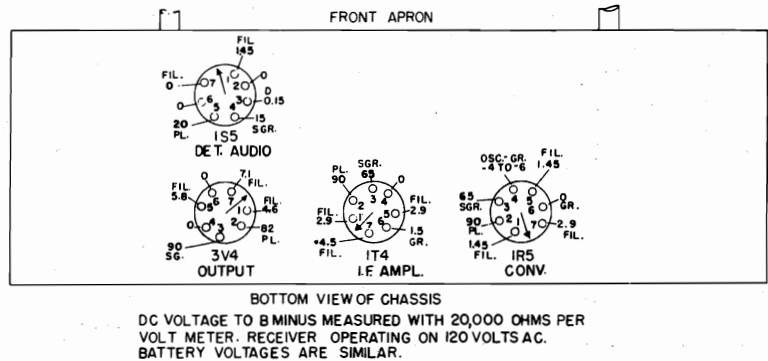 FRONT APRON
FIL.
1.45
FIL.
0
7
1
2
0
D
0.15
3
6
0
5
4
20
PL.
15
SGR.
1S5
DET. AUDIO
0
7.1
FIL.
FIL.
5.8
6
7
5
1
FIL.
4.6
0
4
3
2
82
PL.
90
SG.
3V4
OUTPUT
SGR.
65
PL.
90
0
3
2
4
FIL.
2.9
1
5
FIL.
2.9
7
6
1.5
GR.
+4.5
FIL.
1T4
I.F. AMPL.
OSC.-GR.
-4 TO -6
FIL.
1.45
65
SGR.
4
5
3
6
0
GR.
90
PL.
2
1
7
2.9
FIL.
1.45
FIL.
1R5
CONV.
BOTTOM VIEW OF CHASSIS
DC VOLTAGE TO B MINUS MEASURED WITH 20,000 OHMS PER
VOLT METER. RECEIVER OPERATING ON 120 VOLTS AC.
BATTERY VOLTAGES ARE SIMILAR.